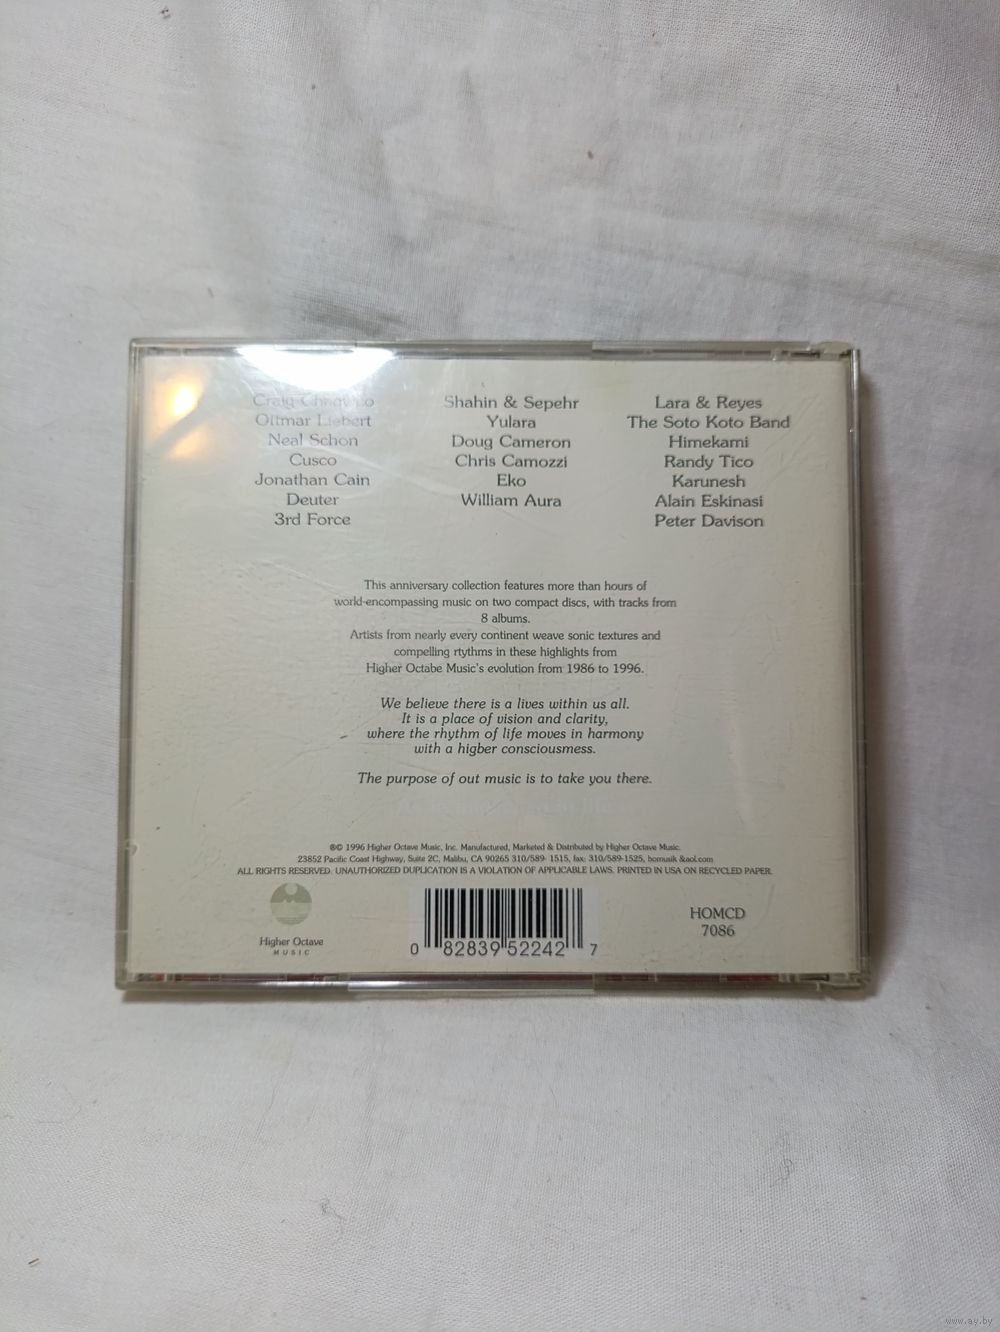 Craig
Ottmar Liebert
Neal Schon
Cusco
Jonathan Cain
Deuter
3rd Force
Shahin & Sepehr
Yulara
Doug Cameron
Chris Camozzi
Eko
William Aura
Lara & Reyes
The Soto Koto Band
Himekami
Randy Tico
Karunesh
Alain Eskinasi
Peter Davison
This anniversary collection features more than hours of
world-encompassing music on two compact discs, with tracks from
8 albums.
Artists from nearly every continent weave sonic textures and
compelling rtythms in these highlights from
Higher Octabe Music's evolution from 1986 to 1996.
We believe there is a lives within us all.
It is a place of vision and clarity,
where the rhythm of life moves in harmony
with a higber consciousmess.
The purpose of out music is to take you there.
®© 1996 Higher Octave Music, Inc. Manufactured, Marketed & Distributed by Higher Octave Music.
23852 Pacific Coast Highway, Suite 2C, Malibu, CA 90265 310/589- 1515, fax: 310/589-1525, homusik &aol.com
ALL RIGHTS RESERVED. UNAUTHORIZED DUPLICATION IS A VIOLATION OF APPLICABLE LAWS. PRINTED IN USA ON RECYCLED PAPER.
Higher Octave
MUSIC
0 82839 52242 7
HOMCD
7086
www.ay.by